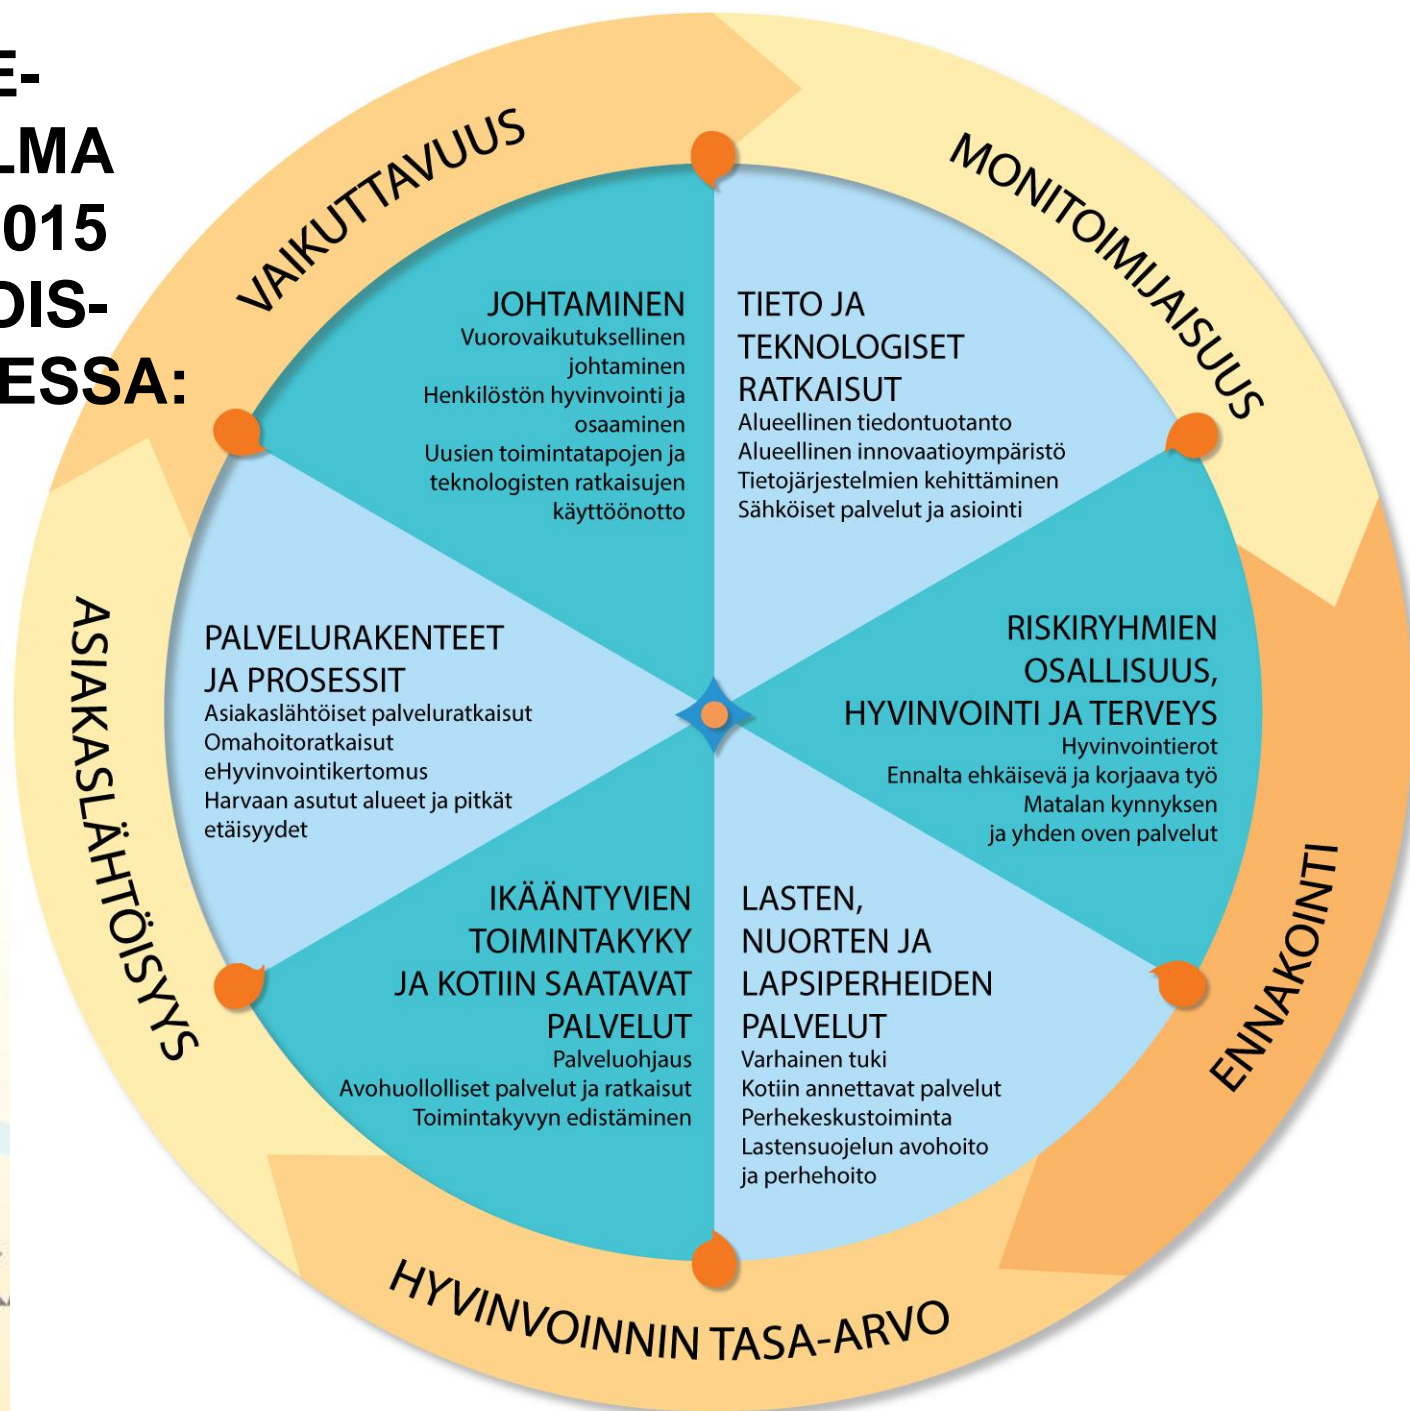 E-
LMA
015
OIS-
ESSA:
VAIKUTTAVUUS
MONITOIMIJAISUUS
ENNAKOINTI
HYVINVOINNIN TASA-ARVO
ASIAKASLÄHTÖISYYS
JOHTAMINEN
Vuorovaikutuksellinen
johtaminen
Henkilöstön hyvinvointi ja
osaaminen
Uusien toimintatapojen ja
teknologisten ratkaisujen
käyttöönotto
TIETO JA
TEKNOLOGISET
RATKAISUT
Alueellinen tiedontuotanto
Alueellinen innovaatioympäristö
Tietojärjestelmien kehittäminen
Sähköiset palvelut ja asiointi
RISKIRYHMIEN
OSALLISUUS,
HYVINVOINTI JA TERVEYS
Hyvinvointierot
Ennalta ehkäisevä ja korjaava työ
Matalan kynnyksen
ja yhden oven palvelut
LASTEN,
NUORTEN JA
LAPSIPERHEIDEN
PALVELUT
Varhainen tuki
Kotiin annettavat palvelut
Perhekeskustoiminta
Lastensuojelun avohoito
ja perhehoito
IKÄÄNTYVIEN
TOIMINTAKYKY
JA KOTIIN SAATAVAT
PALVELUT
Palveluohjaus
Avohuollolliset palvelut ja ratkaisut
Toimintakyvyn edistäminen
PALVELURAKENTEET
JA PROSESSIT
Asiakaslähtöiset palveluratkaisut
Omahoitoratkaisut
eHyvinvointikertomus
Harvaan asutut alueet ja pitkät
etäisyydet